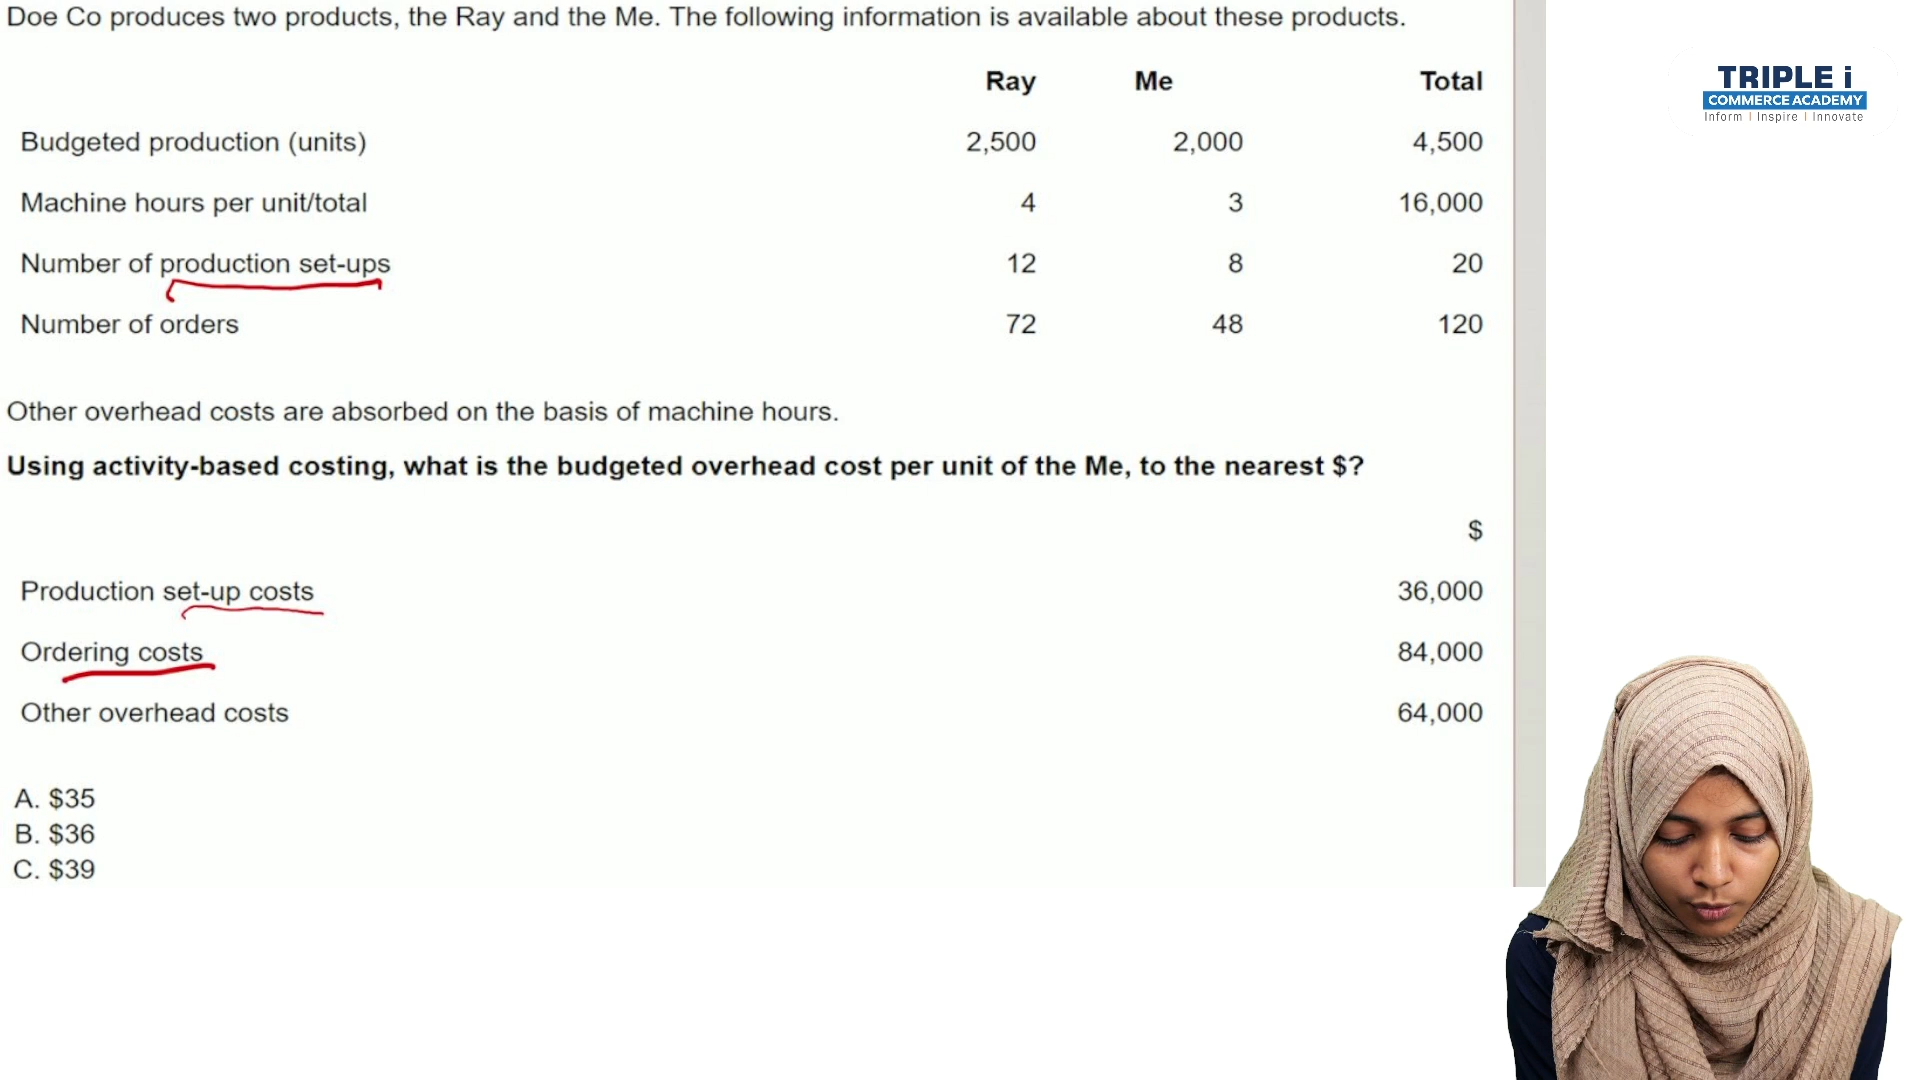 Doe Co produces two products, the Ray and the Me. The following information is available about these products.
Ray Me Total
Budgeted production (units) 2,500 2,000 4,500
Machine hours per unit/total 4 3 16,000
Number of production set-ups 12 8 20
Number of orders 72 48 120
Other overhead costs are absorbed on the basis of machine hours.
Using activity-based costing, what is the budgeted overhead cost per unit of the Me, to the nearest $?
$
Production set-up costs 36,000
Ordering costs 84,000
Other overhead costs 64,000
A. $35
B. $36
C. $39
TRIPLE i
COMMERCE ACADEMY
Inform | Inspire | Innovate